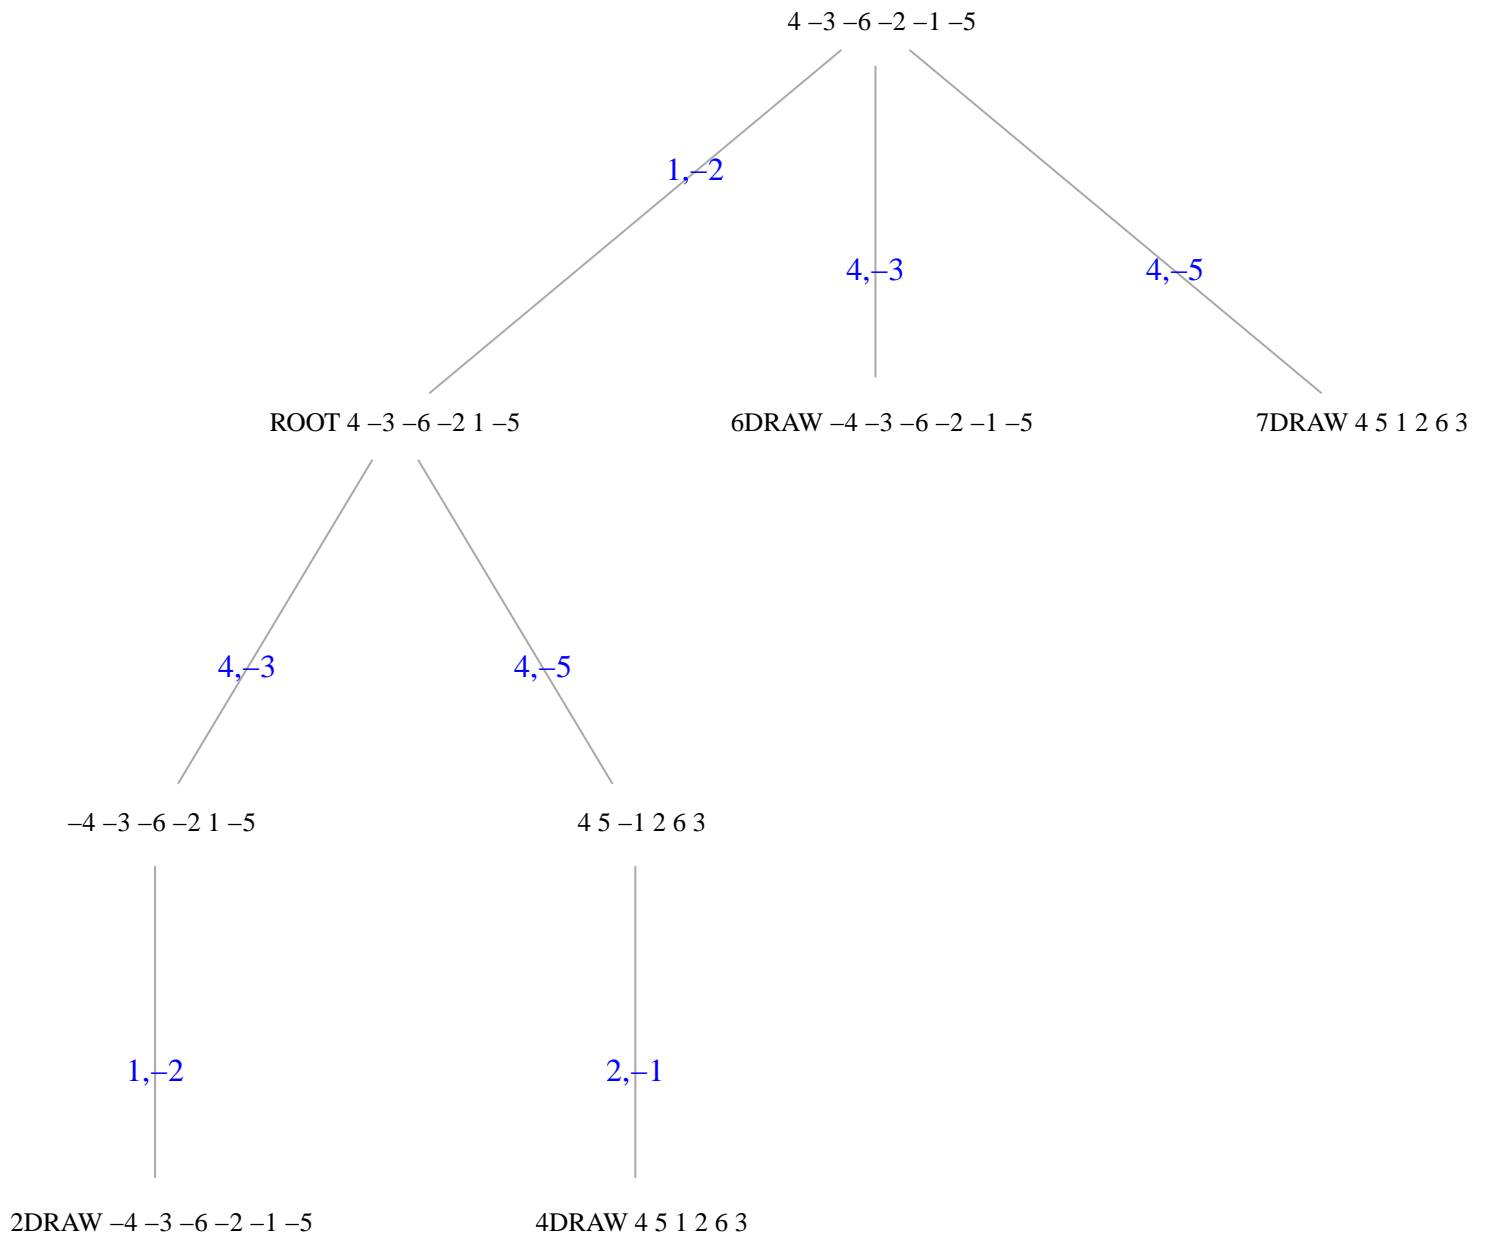 4 –3 –6 –2 –1 –5
1,–2
4,–3
4,–5
ROOT 4 –3 –6 –2 1 –5
6DRAW –4 –3 –6 –2 –1 –5
7DRAW 4 5 1 2 6 3
4,–3
4,–5
–4 –3 –6 –2 1 –5
4 5 –1 2 6 3
1,–2
2,–1
2DRAW –4 –3 –6 –2 –1 –5
4DRAW 4 5 1 2 6 3